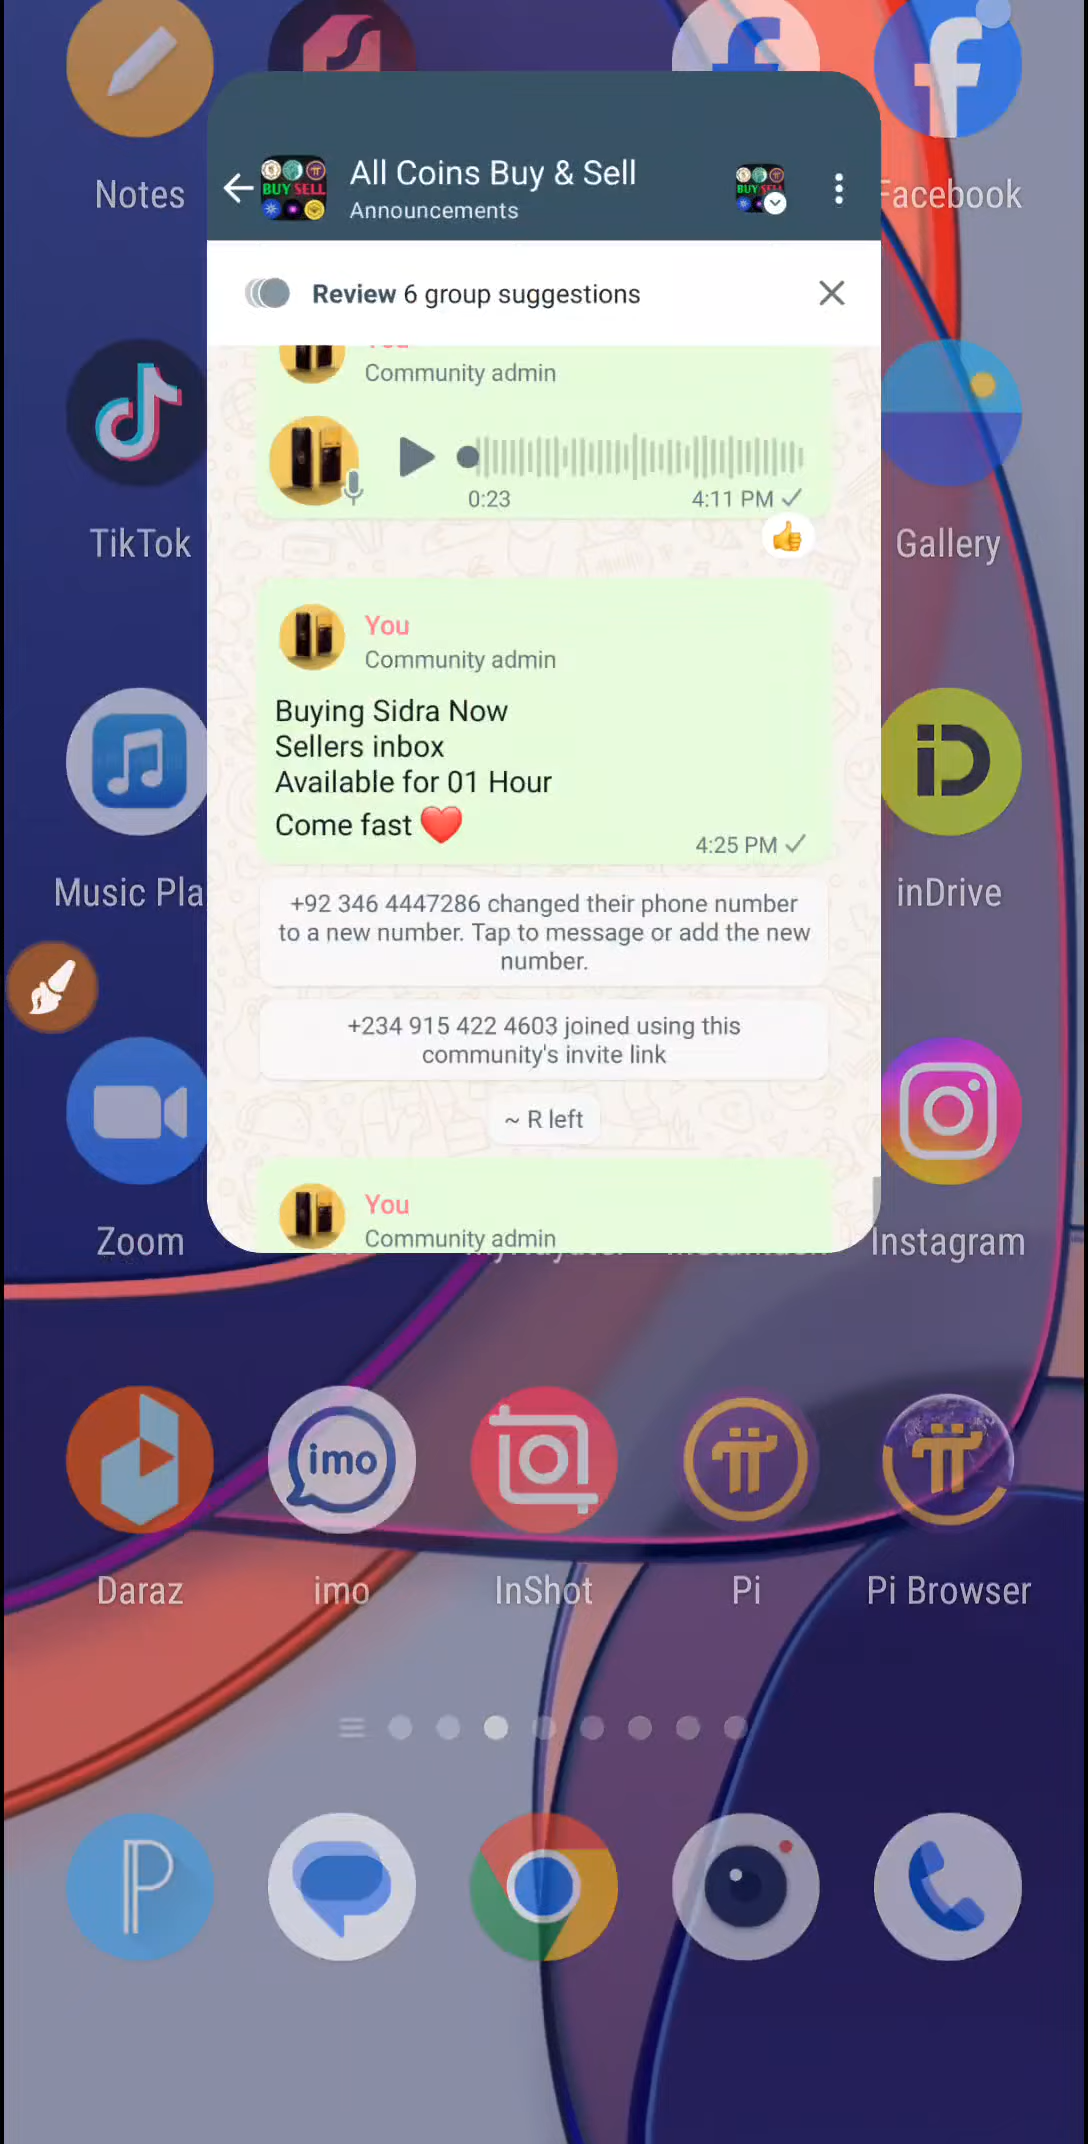 Notes
Facebook
All Coins Buy & Sell
Announcements
BUY SELL
Review 6 group suggestions
Community admin
0:23
4:11 PM
TikTok
Gallery
You
Community admin
Buying Sidra Now
Sellers inbox
Available for 01 Hour
Come fast ❤️
4:25 PM
Music Pla
inDrive
+92 346 4447286 changed their phone number
to a new number. Tap to message or add the new
number.
+234 915 422 4603 joined using this
community's invite link
~ R left
You
Community admin
Zoom
Instagram
imo
Daraz
imo
InShot
Pi
Pi Browser